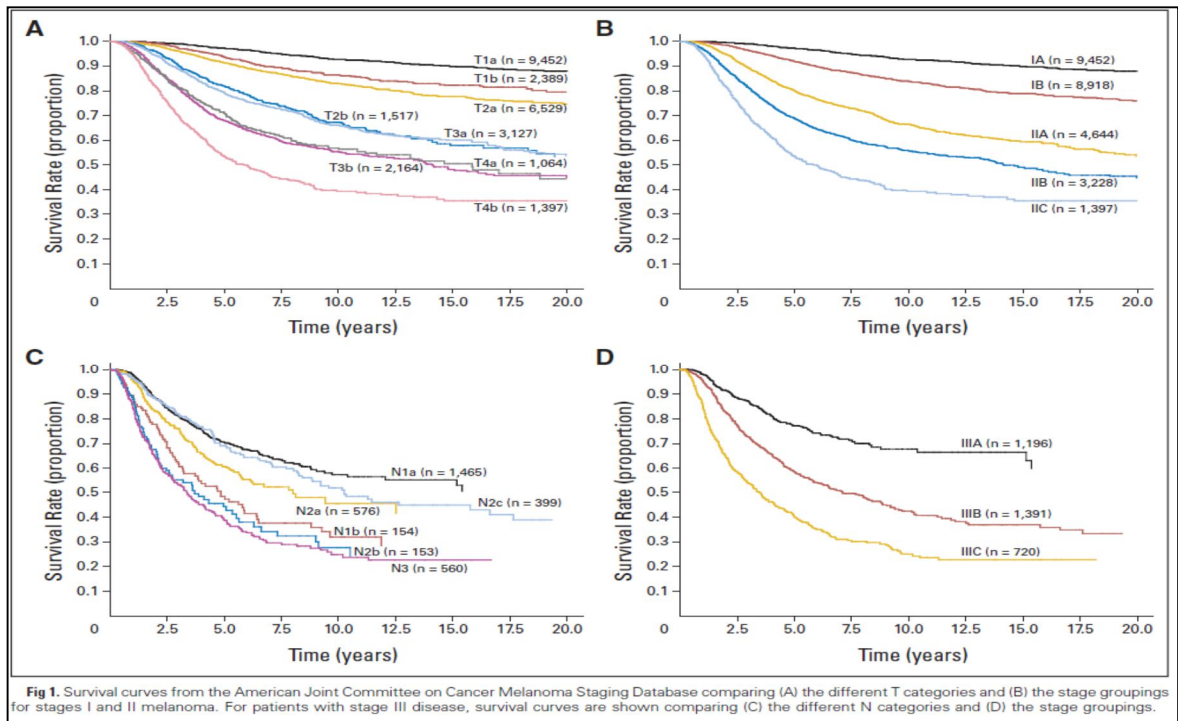 A
Survival Rate (proportion)
1.0
0.9
0.8
0.7
0.6
0.5
0.4
0.3
0.2
0.1
0
2.5
5.0
7.5
10.0
12.5
15.0
17.5
20.0
Time (years)
T1a (n = 9,452)
T1b (n = 2,389)
T2a (n = 6,529)
T2b (n = 1,517)
T3a (n = 3,127)
T4a (n = 1,064)
T3b (n = 2,164)
T4b (n = 1,397)
B
Survival Rate (proportion)
1.0
0.9
0.8
0.7
0.6
0.5
0.4
0.3
0.2
0.1
0
2.5
5.0
7.5
10.0
12.5
15.0
17.5
20.0
Time (years)
IA (n = 9,452)
IB (n = 8,918)
IIA (n = 4,644)
IIB (n = 3,228)
IIC (n = 1,397)
C
Survival Rate (proportion)
1.0
0.9
0.8
0.7
0.6
0.5
0.4
0.3
0.2
0.1
0
2.5
5.0
7.5
10.0
12.5
15.0
17.5
20.0
Time (years)
N1a (n = 1,465)
N2c (n = 399)
N2a (n = 576)
N1b (n = 154)
N2b (n = 153)
N3 (n = 560)
D
Survival Rate (proportion)
1.0
0.9
0.8
0.7
0.6
0.5
0.4
0.3
0.2
0.1
0
2.5
5.0
7.5
10.0
12.5
15.0
17.5
20.0
Time (years)
IIIA (n = 1,196)
IIIB (n = 1,391)
IIIC (n = 720)
Fig 1. Survival curves from the American Joint Committee on Cancer Melanoma Staging Database comparing (A) the different T categories and (B) the stage groupings
for stages I and II melanoma. For patients with stage III disease, survival curves are shown comparing (C) the different N categories and (D) the stage groupings.